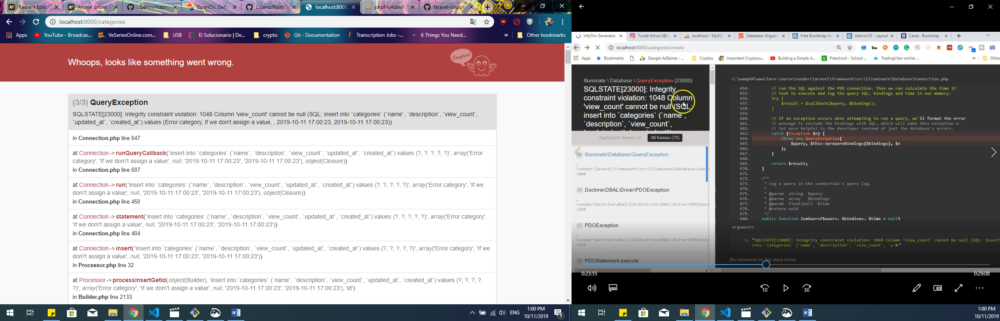 Radiant Episo
Anime online
opencv/Happy
OpenCV: Gett
Lujano/Point
localhost:8000
phpMyAdmin
laravel-course
localhost:8000/categories
Apps
YouTube - Broadcas...
VeSeriesOnline.com...
USB
El Solucionario | De...
crypto
Git - Documentation
Transcription Jobs -...
6 Things You Need...
»
Other bookmarks
Whoops, looks like something went wrong.
Exception!
(3/3) QueryException
SQLSTATE[23000]: Integrity constraint violation: 1048 Column 'view_count' cannot be null (SQL: insert into `categories` (`name`, `description`, `view_count`,
`updated_at`, `created_at`) values (Error category, If we don't assign a value, , 2019-10-11 17:00:23, 2019-10-11 17:00:23))
in Connection.php line 647
at Connection->runQueryCallback('insert into `categories` (`name`, `description`, `view_count`, `updated_at`, `created_at`) values (?, ?, ?, ?, ?)', array('Error
category', 'If we don\'t assign a value', null, '2019-10-11 17:00:23', '2019-10-11 17:00:23'), object(Closure))
in Connection.php line 607
at Connection->run('insert into `categories` (`name`, `description`, `view_count`, `updated_at`, `created_at`) values (?, ?, ?, ?, ?)', array('Error category', 'If we
don\'t assign a value', null, '2019-10-11 17:00:23', '2019-10-11 17:00:23'), object(Closure))
in Connection.php line 450
at Connection->statement('insert into `categories` (`name`, `description`, `view_count`, `updated_at`, `created_at`) values (?, ?, ?, ?, ?)', array('Error category',
'If we don\'t assign a value', null, '2019-10-11 17:00:23', '2019-10-11 17:00:23'))
in Connection.php line 404
at Connection->insert('insert into `categories` (`name`, `description`, `view_count`, `updated_at`, `created_at`) values (?, ?, ?, ?, ?)', array('Error category', 'If we
don\'t assign a value', null, '2019-10-11 17:00:23', '2019-10-11 17:00:23'))
in Processor.php line 32
at Processor->processInsertGetId(object(Builder), 'insert into `categories` (`name`, `description`, `view_count`, `updated_at`, `created_at`) values (?, ?, ?, ?,
?)', array('Error category', 'If we don\'t assign a value', null, '2019-10-11 17:00:23', '2019-10-11 17:00:23'), 'id')
in Builder.php line 2133
ENG
1:00 PM
10/11/2019
5
InfyOm Generator
Tunde Ednut (@tu
localhost / MySQL
Database: Migrati
Free Bootstrap Ad
AdminLTE - Layout
Cards · Bootstrap
localhost:8000/categories/create
Apps
Bookmarks
Google AdSense - ...
Cryptos
Important Cryptocu...
Building a Simple A...
Preschool - School ...
TradingView online ...
»
Other
Illuminate \ Database \ QueryException (23000)
SQLSTATE[23000]: Integrity
constraint violation: 1048 Column
'view_count' cannot be null (SQL:
insert into `categories` (`name`,
`description`, `view_count`,
Application frames (2)
All frames (70)
69 Illuminate\Database\QueryException
…
\vendor\laravel\framework\src\Illuminate\Database\Conne
:664
68 Doctrine\DBAL\Driver\PDOException
…
\vendor\doctrine\dbal\lib\Doctrine\DBAL\Driver\PDOState
:119
67 PDOException
…
\vendor\doctrine\dbal\lib\Doctrine\DBAL\Driver\PDOState
:117
66 PDOStatement execute
C:\wamp64\www\lara-course\vendor\laravel\framework\src\Illuminate\Database\Connection.php
654. // run the SQL against the PDO connection. Then we can calculate the time it
655. // took to execute and log the query SQL, bindings and time in our memory.
656. try {
657. $result = $callback($query, $bindings);
658. }
659.
660. // If an exception occurs when attempting to run a query, we'll format the error
661. // message to include the bindings with SQL, which will make this exception a
662. // lot more helpful to the developer instead of just the database's errors.
663. catch (Exception $e) {
664. throw new QueryException(
665. $query, $this->prepareBindings($bindings), $e
666. );
667. }
668.
669. return $result;
670. }
671.
672. /**
673. * Log a query in the connection's query log.
674. *
675. * @param string $query
676. * @param array $bindings
677. * @param float|null $time
678. * @return void
679. */
680. public function logQuery($query, $bindings, $time = null)
Arguments
1. "SQLSTATE[23000]: Integrity constraint violation: 1048 Column 'view_count' cannot be null (SQL: insert
into `categories` (`name`, `description`, `view_count`, `u ▶"
No comments for this stack frame.
0:23:55
0:29:08
10
30
1:00 PM
10/11/2019